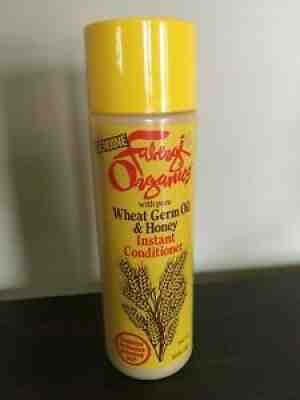 GENUINE
Fabergé
Organics
with pure
Wheat Germ Oil
& Honey
Instant
Conditioner